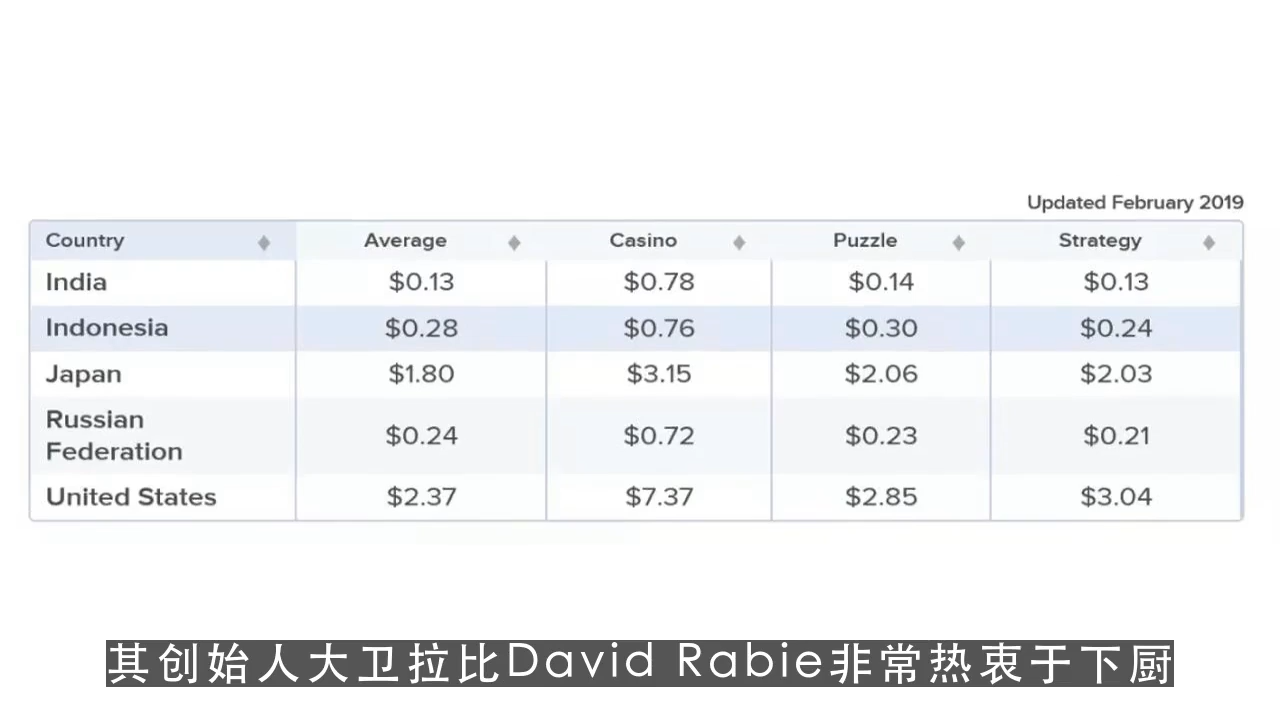 Updated February 2019
Country Average Casino Puzzle Strategy
India $0.13 $0.78 $0.14 $0.13
Indonesia $0.28 $0.76 $0.30 $0.24
Japan $1.80 $3.15 $2.06 $2.03
Russian
Federation $0.24 $0.72 $0.23 $0.21
United States $2.37 $7.37 $2.85 $3.04
其创始人大卫拉比David Rabie非常热衷于下厨